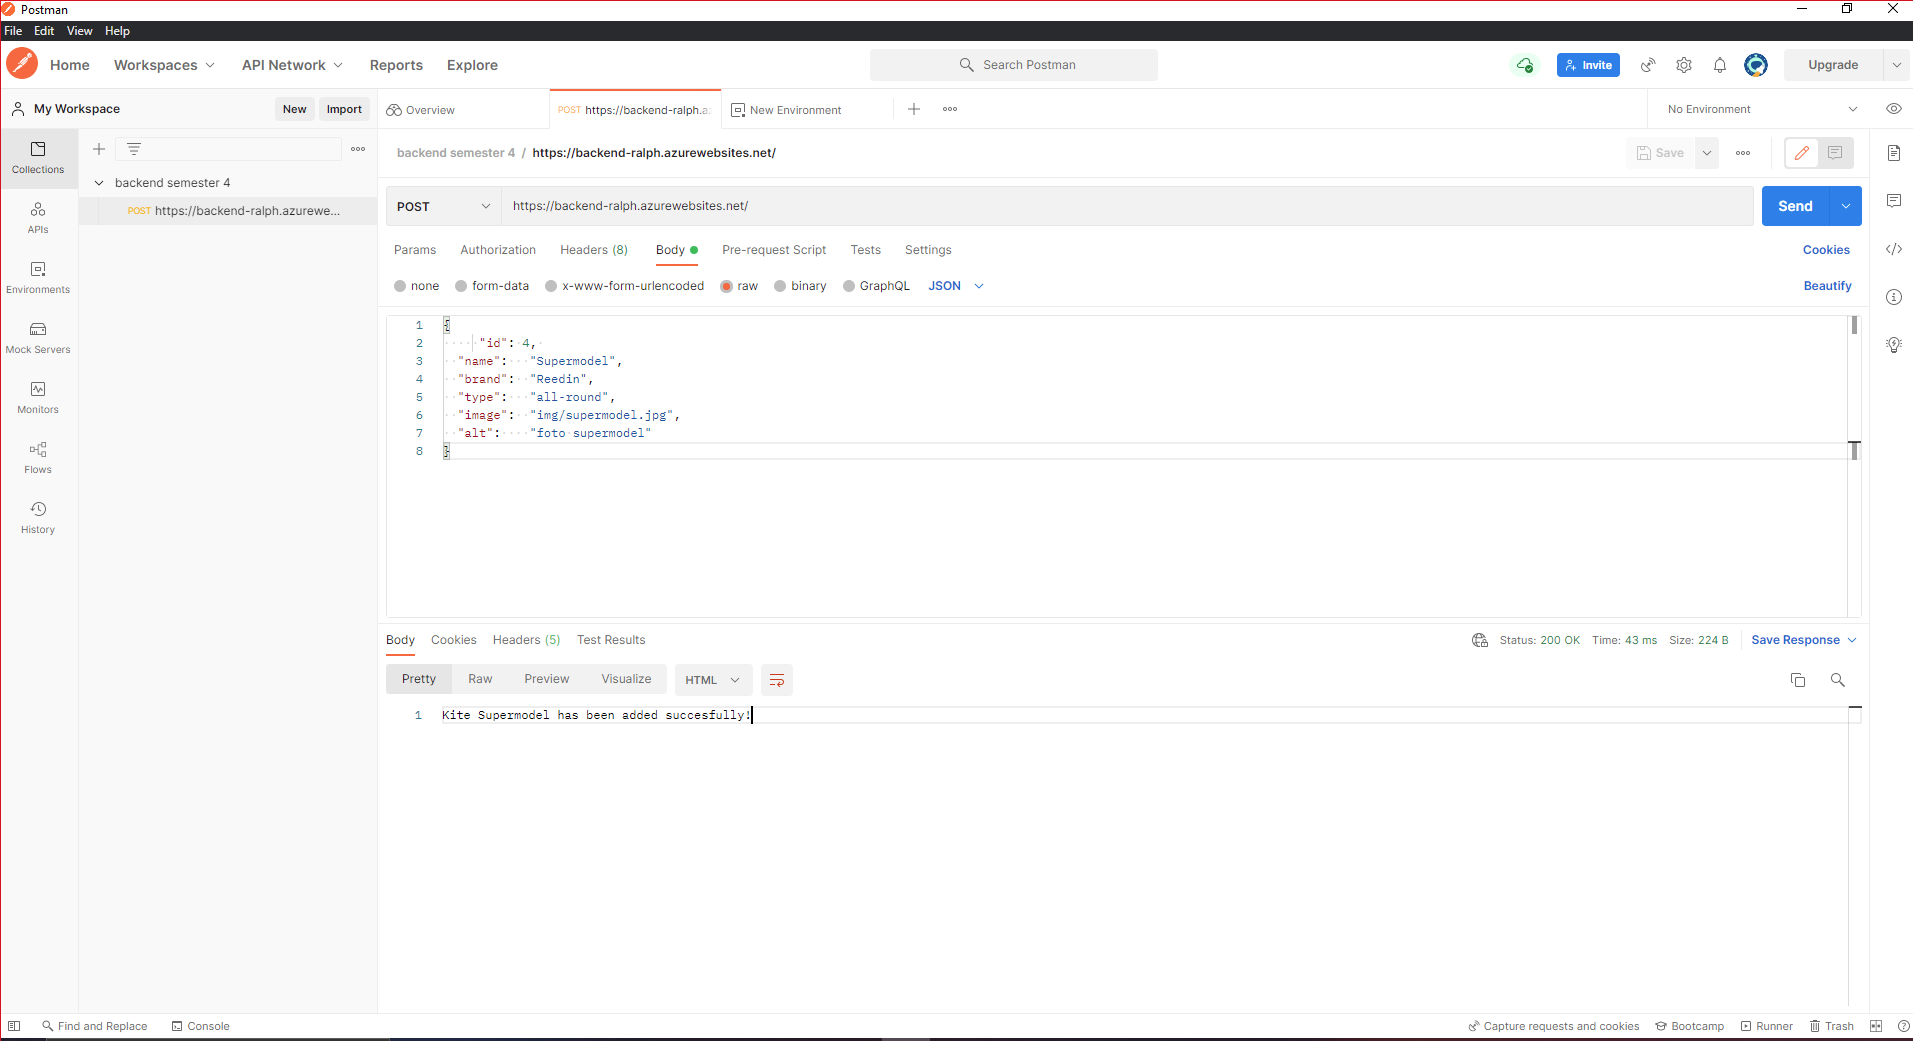 Postman
File Edit View Help
Home Workspaces API Network Reports Explore Search Postman Invite Upgrade
My Workspace New Import
Overview POST https://backend-ralph.az New Environment No Environment
backend semester 4 / https://backend-ralph.azurewebsites.net/ Save
Collections
APIs
Environments
Mock Servers
Monitors
Flows
History
backend semester 4
POST https://backend-ralph.azurewe...
POST https://backend-ralph.azurewebsites.net/ Send
Params Authorization Headers (8) Body Pre-request Script Tests Settings Cookies
none form-data x-www-form-urlencoded raw binary GraphQL JSON Beautify
1 {
2 "id": 4,
3 "name": "Supermodel",
4 "brand": "Reedin",
5 "type": "all-round",
6 "image": "img/supermodel.jpg",
7 "alt": "foto supermodel"
8 }
Body Cookies Headers (5) Test Results Status: 200 OK Time: 43 ms Size: 224 B Save Response
Pretty Raw Preview Visualize HTML
1 Kite Supermodel has been added succesfully!
Find and Replace Console Capture requests and cookies Bootcamp Runner Trash